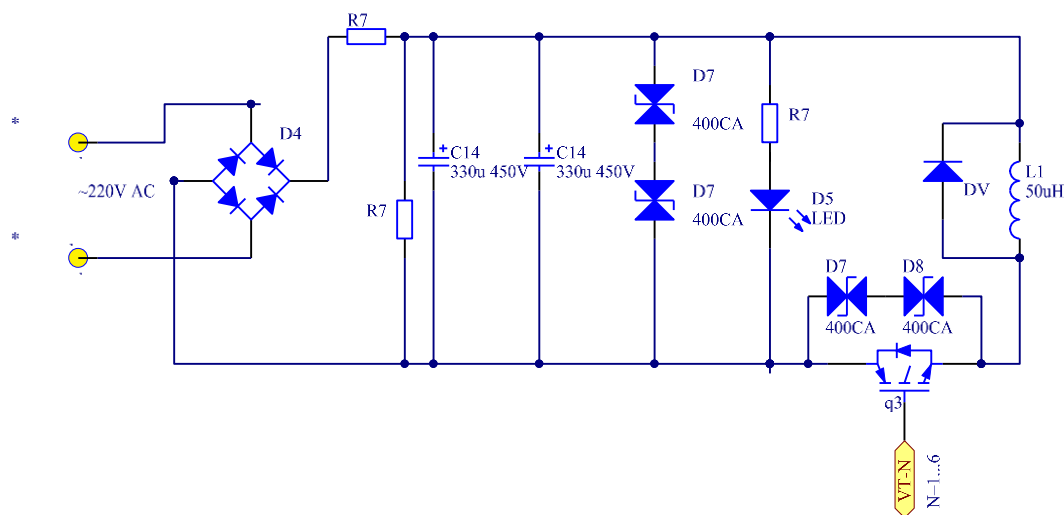 R7
*
D4
~220V AC
*
R7
+
C14
330u 450V
+
C14
330u 450V
D7
400CA
D7
400CA
R7
D5
LED
DV
L1
50uH
D7
400CA
D8
400CA
q3
VT-N
N-1...6